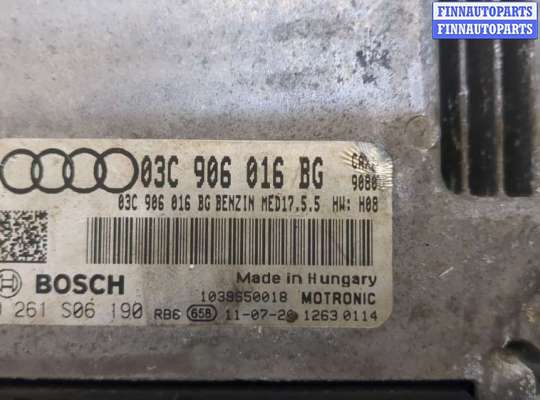 FINNAUTOPARTS
FINNAUTOPARTS
03C 906 016 BG
9080
03C 906 016 BG BENZIN MED17.5.5 HW: H08
BOSCH
Made in Hungary
1039S50018 MOTRONIC
261 S06 190 RB6 658 11-07-20 1263 0114